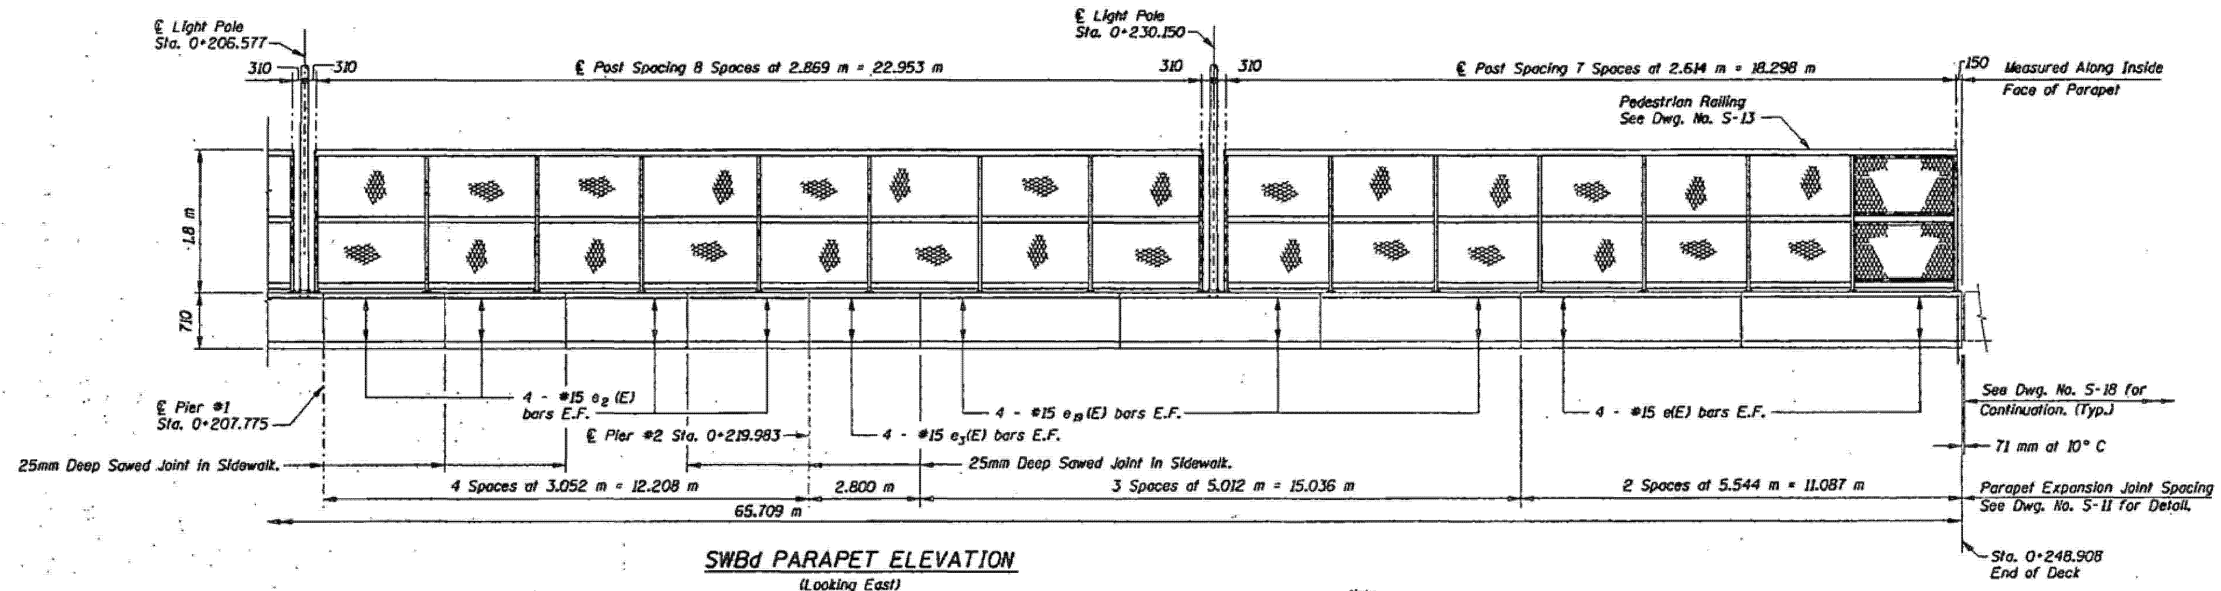 ℄ Light Pole
Sta. 0+206.577
℄ Light Pole
Sta. 0+230.150
310
310
℄ Post Spacing 8 Spaces at 2.869 m = 22.953 m
310
310
℄ Post Spacing 7 Spaces at 2.614 m = 18.298 m
150
Measured Along Inside
Face of Parapet
Pedestrian Railing
See Dwg. No. S-13
1.8 m
710
℄ Pier #1
Sta. 0+207.775
4 - #15 e2 (E)
bars E.F.
℄ Pier #2 Sta. 0+219.983
4 - #15 e3(E) bars E.F.
4 - #15 e19(E) bars E.F.
4 - #15 e(E) bars E.F.
See Dwg. No. S-18 for
Continuation. (Typ.)
71 mm at 10° C
25mm Deep Sawed Joint in Sidewalk.
25mm Deep Sawed Joint in Sidewalk.
4 Spaces at 3.052 m = 12.208 m
2.800 m
3 Spaces at 5.012 m = 15.036 m
2 Spaces at 5.544 m = 11.087 m
Parapet Expansion Joint Spacing
See Dwg. No. S-11 for Detail.
65.709 m
Sta. 0+248.908
End of Deck
SWBd PARAPET ELEVATION
(Looking East)